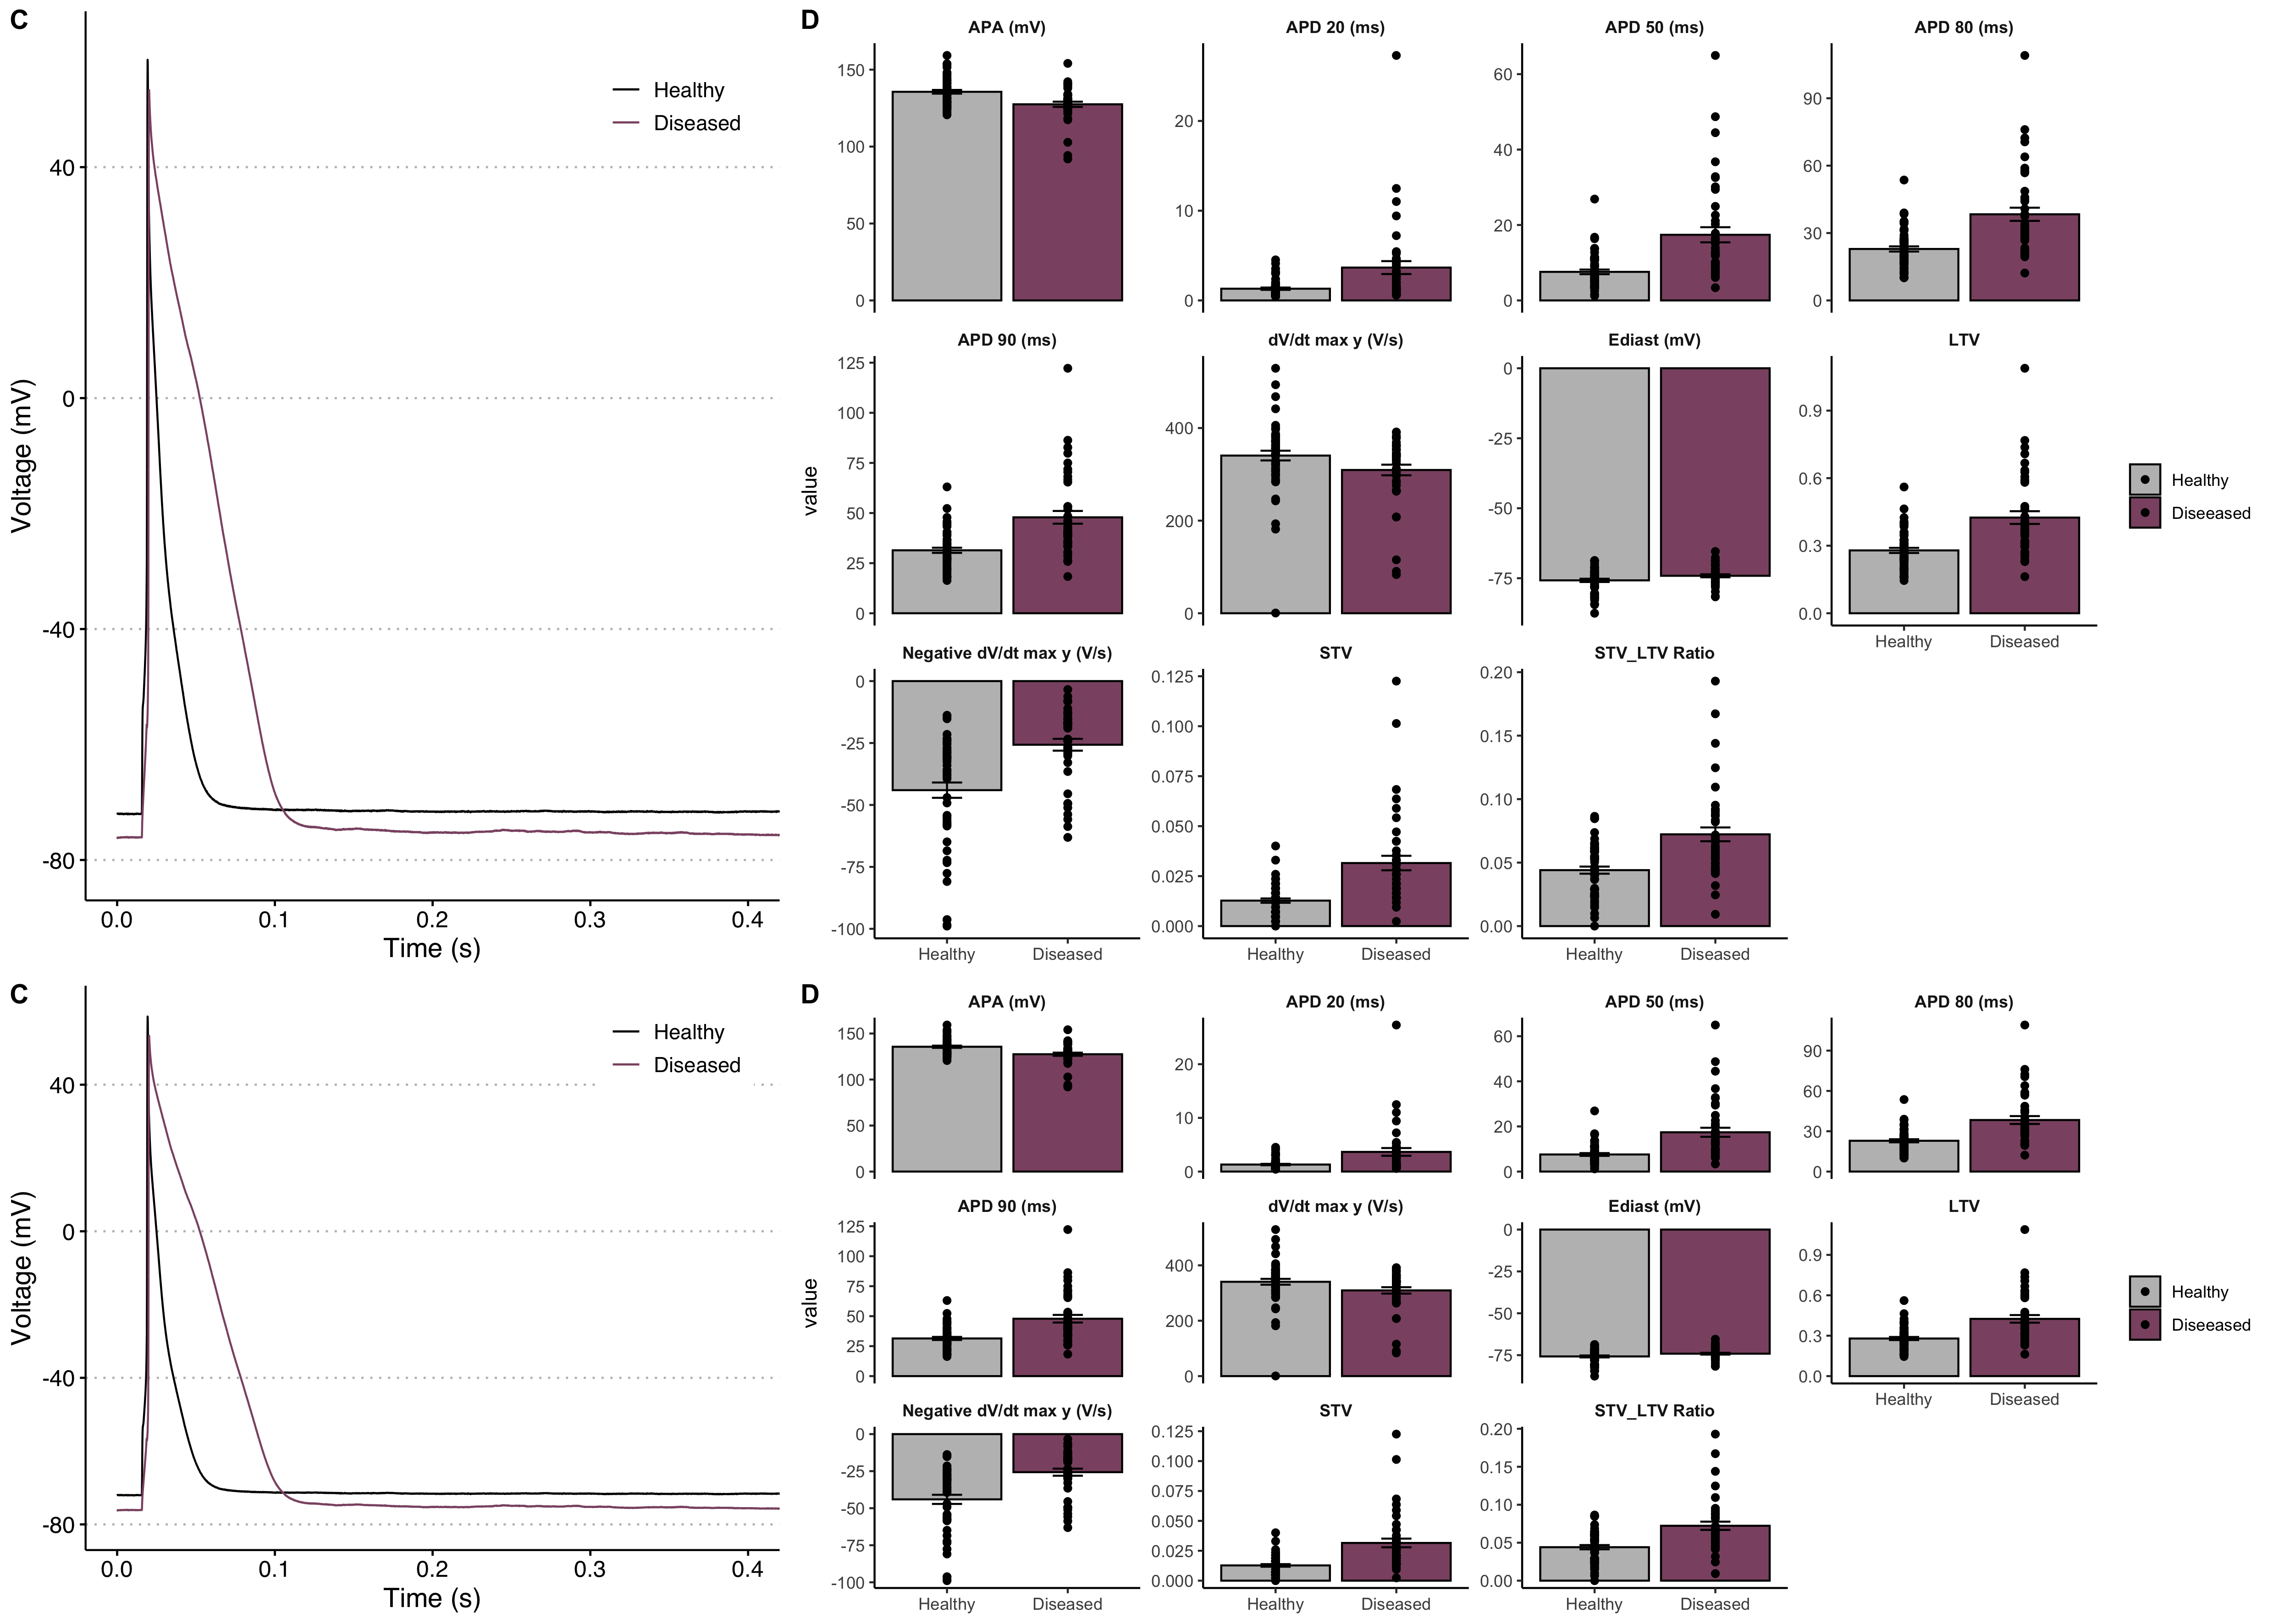 C
Healthy
Diseased
40
0
-40
-80
Voltage (mV)
0.0 0.1 0.2 0.3 0.4
Time (s)
D
value
APA (mV)
150
100
50
0
APD 20 (ms)
20
10
0
APD 50 (ms)
60
40
20
0
APD 80 (ms)
90
60
30
0
APD 90 (ms)
125
100
75
50
25
0
dV/dt max y (V/s)
400
200
0
Ediast (mV)
0
-25
-50
-75
LTV
0.9
0.6
0.3
0.0
Healthy Diseased
Negative dV/dt max y (V/s)
0
-25
-50
-75
-100
Healthy Diseased
STV
0.125
0.100
0.075
0.050
0.025
0.000
Healthy Diseased
STV_LTV Ratio
0.20
0.15
0.10
0.05
0.00
Healthy Diseased
Healthy
Diseeased
C
Healthy
Diseased
40
0
-40
-80
Voltage (mV)
0.0 0.1 0.2 0.3 0.4
Time (s)
D
value
APA (mV)
150
100
50
0
APD 20 (ms)
20
10
0
APD 50 (ms)
60
40
20
0
APD 80 (ms)
90
60
30
0
APD 90 (ms)
125
100
75
50
25
0
dV/dt max y (V/s)
400
200
0
Ediast (mV)
0
-25
-50
-75
LTV
0.9
0.6
0.3
0.0
Healthy Diseased
Negative dV/dt max y (V/s)
0
-25
-50
-75
-100
Healthy Diseased
STV
0.125
0.100
0.075
0.050
0.025
0.000
Healthy Diseased
STV_LTV Ratio
0.20
0.15
0.10
0.05
0.00
Healthy Diseased
Healthy
Diseeased